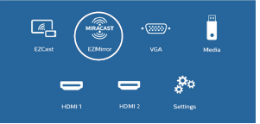 MIRACAST
EZCast
EZMirror
VGA
Media
HDMI 1
HDMI 2
Settings